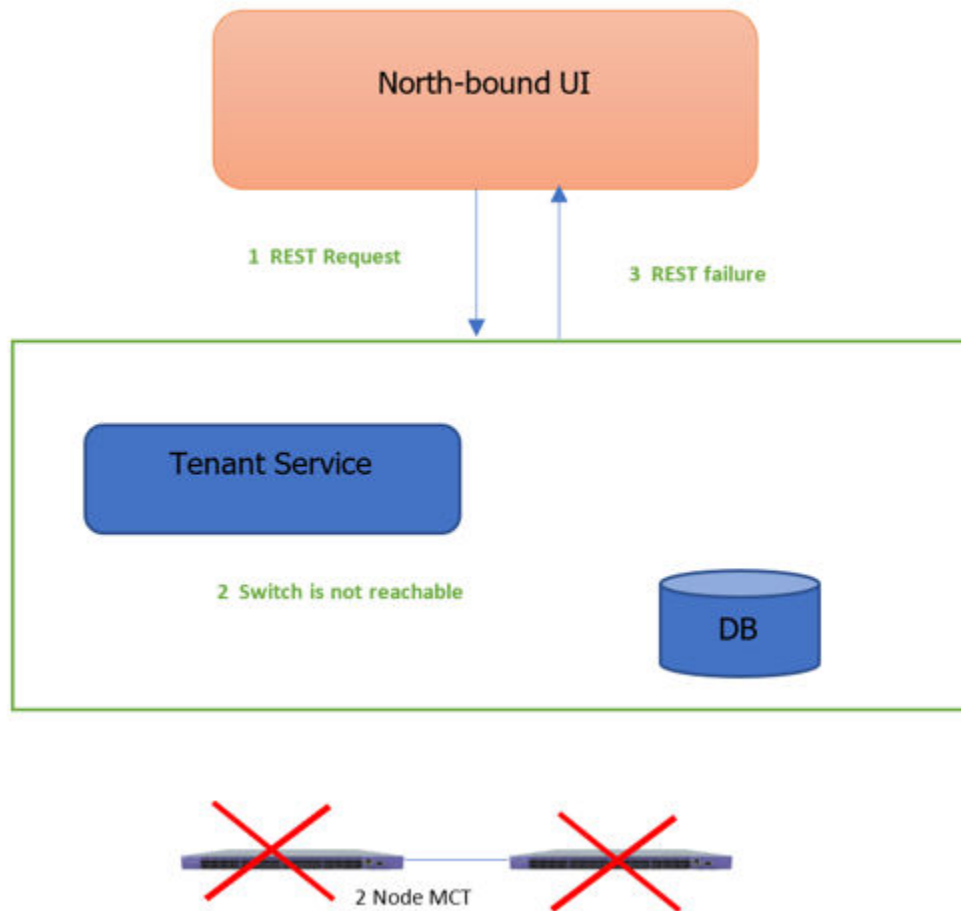 North-bound UI
1 REST Request
3 REST failure
Tenant Service
2 Switch is not reachable
DB
2 Node MCT